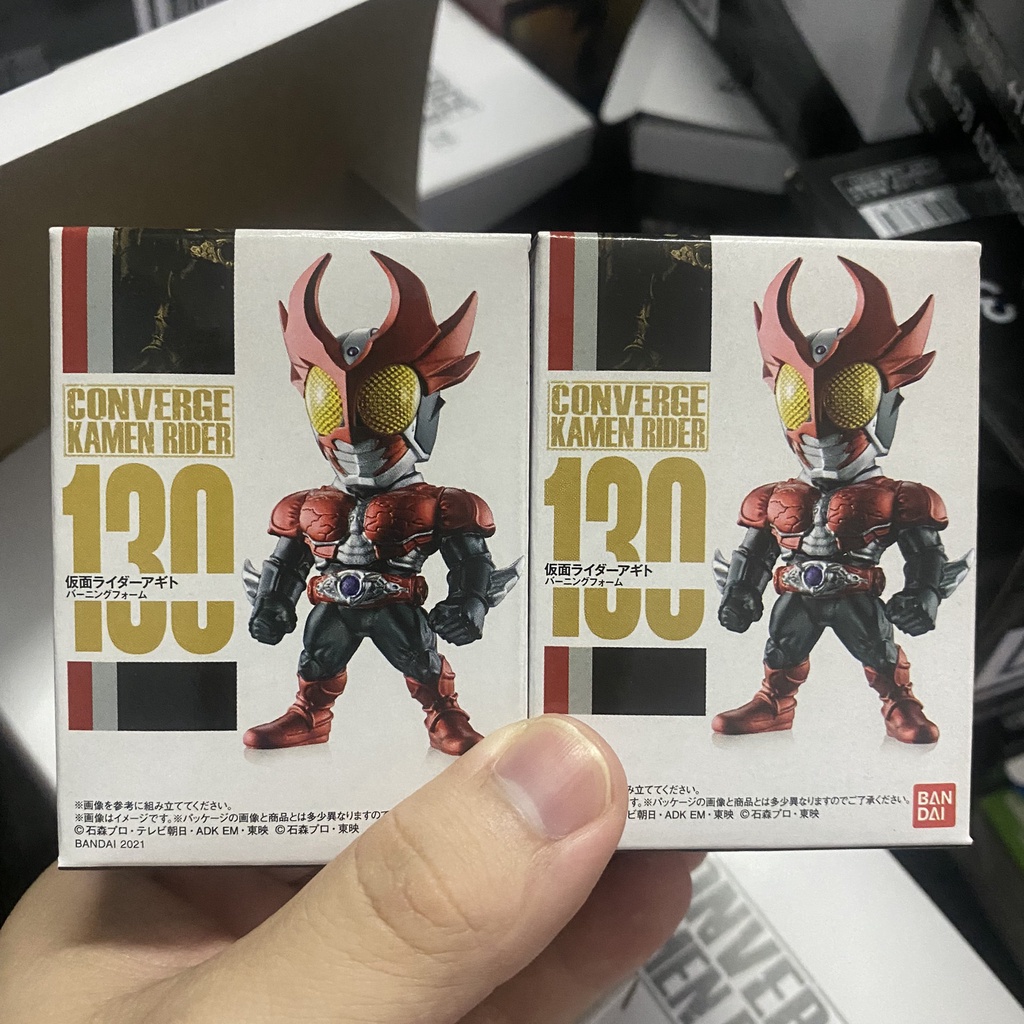 CONVERGE
KAMEN RIDER
130
仮面ライダーアギト
バーニングフォーム
※画像を参考に組み立ててください。
※画像はイメージです。※パッケージの画像と商品とは多少異なりますので
©石森プロ・テレビ朝日・ADK EM・東映 ©石森プロ・東映
BANDAI 2021
CONVERGE
KAMEN RIDER
130
仮面ライダーアギト
バーニングフォーム
み立ててください。
す。※パッケージの画像と商品とは多少異なりますのでご了承ください。
ビ朝日・ADK EM・東映 ©石森プロ・東映
BAN
DAI